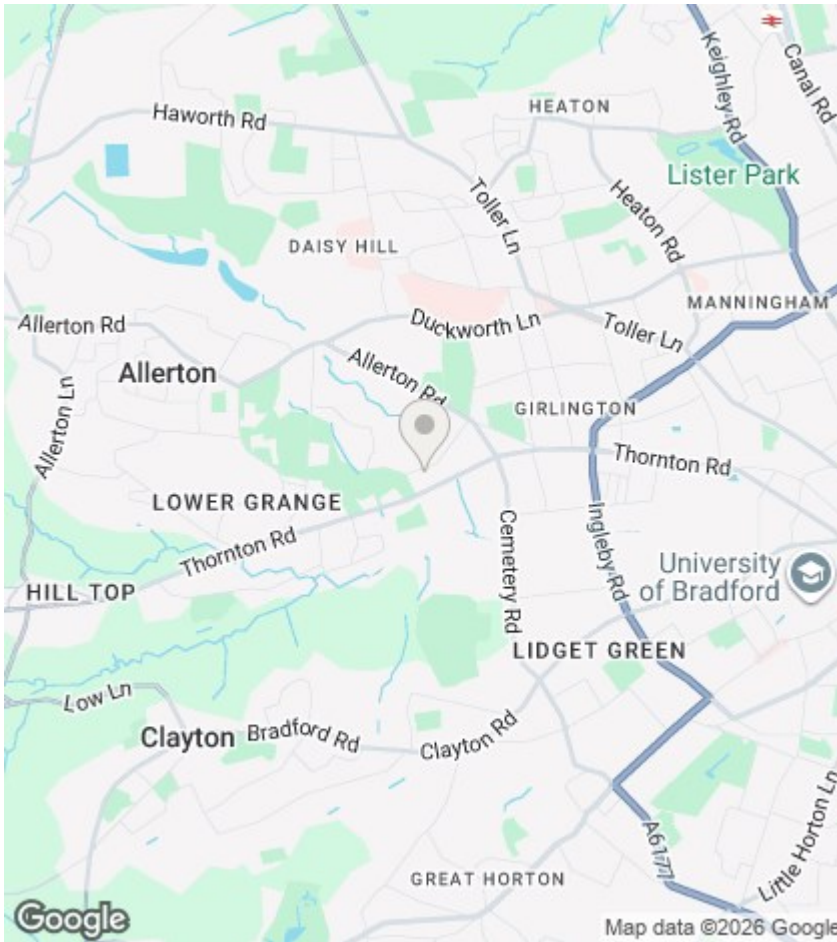 Keighley Rd
Canal Rd
Haworth Rd
HEATON
Lister Park
Toller Ln
Heaton Rd
DAISY HILL
MANNINGHAM
Allerton Rd
Duckworth Ln
Toller Ln
Allerton
Allerton Rd
Allerton Ln
GIRLINGTON
Thornton Rd
LOWER GRANGE
Cemetery Rd
Ingleby Rd
Thornton Rd
University
of Bradford
HILL TOP
LIDGET GREEN
Low Ln
Clayton
Bradford Rd
Clayton Rd
Little Horton Ln
A6177
GREAT HORTON
Google
Map data ©2026 Google